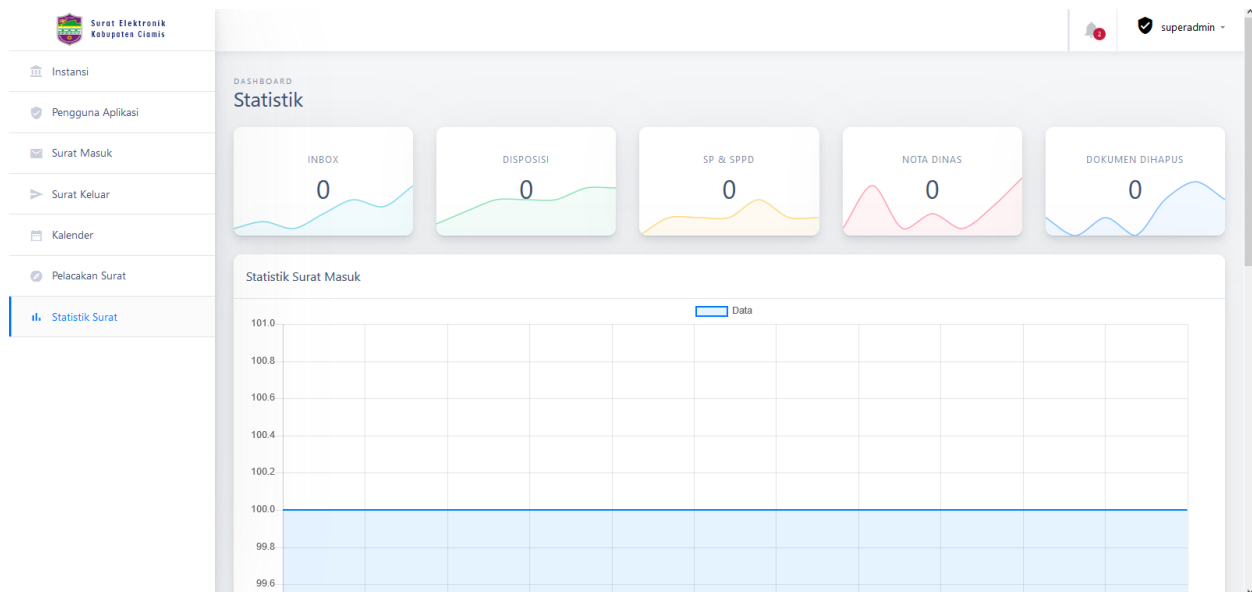 Surat Elektronik
Kabupaten Ciamis
2
superadmin
Instansi
Pengguna Aplikasi
Surat Masuk
Surat Keluar
Kalender
Pelacakan Surat
Statistik Surat
DASHBOARD
Statistik
INBOX
0
DISPOSISI
0
SP & SPPD
0
NOTA DINAS
0
DOKUMEN DIHAPUS
0
Statistik Surat Masuk
Data
101.0
100.8
100.6
100.4
100.2
100.0
99.8
99.6